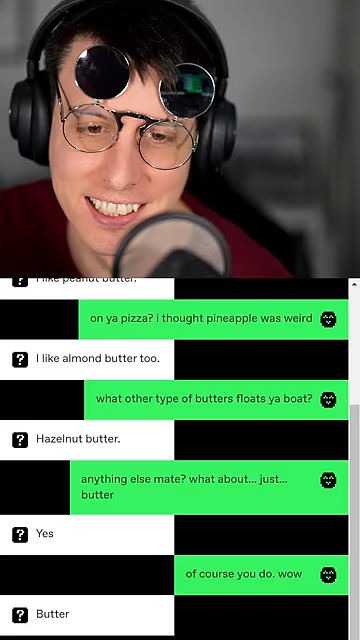 I like peanut butter.
on ya pizza? i thought pineapple was weird
I like almond butter too.
what other type of butters floats ya boat?
Hazelnut butter.
anything else mate? what about... just...
butter
Yes
of course you do. wow
Butter